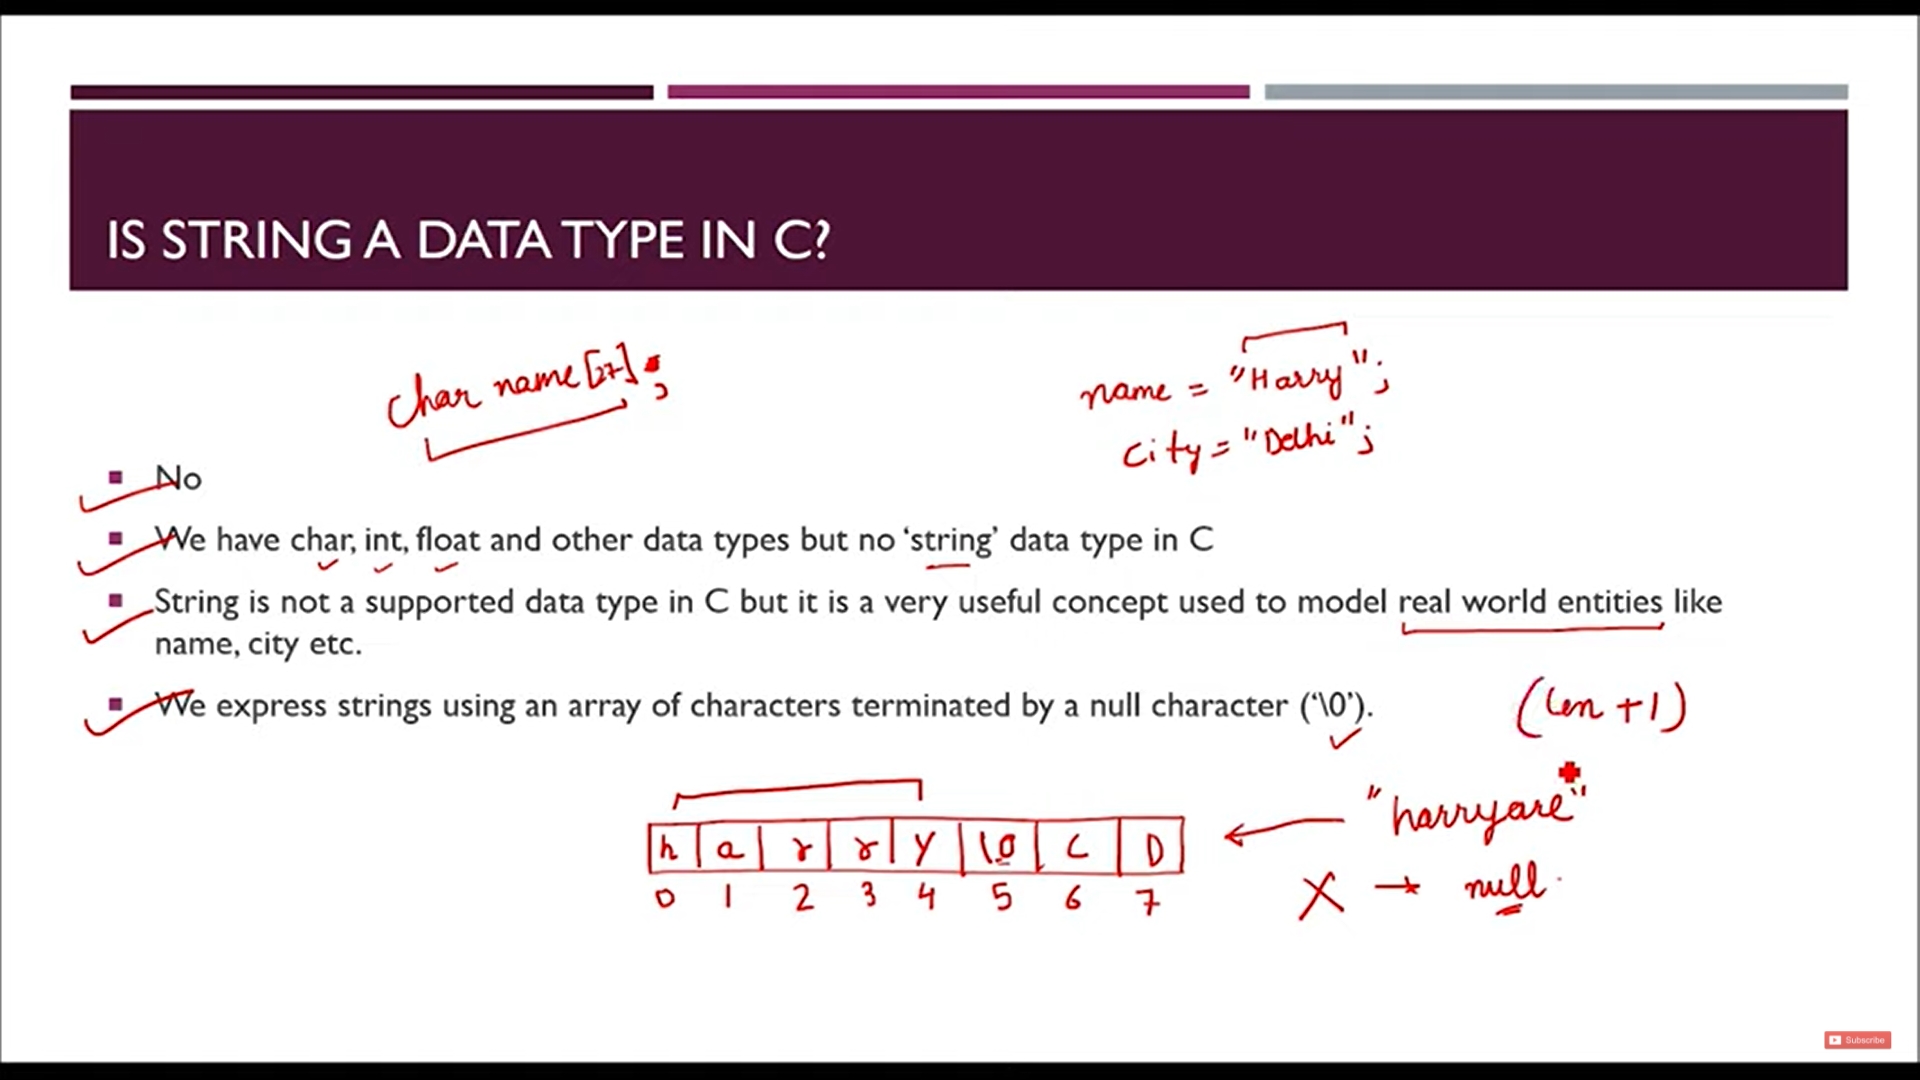 IS STRING A DATA TYPE IN C?
char name[27];
name = "Harry";
city = "Delhi";
No
We have char, int, float and other data types but no ‘string’ data type in C
String is not a supported data type in C but it is a very useful concept used to model real world entities like
name, city etc.
We express strings using an array of characters terminated by a null character (‘\0’).
(len +1)
"harryare"
h a r r y \0 C D
0 1 2 3 4 5 6 7
X → null
Subscribe